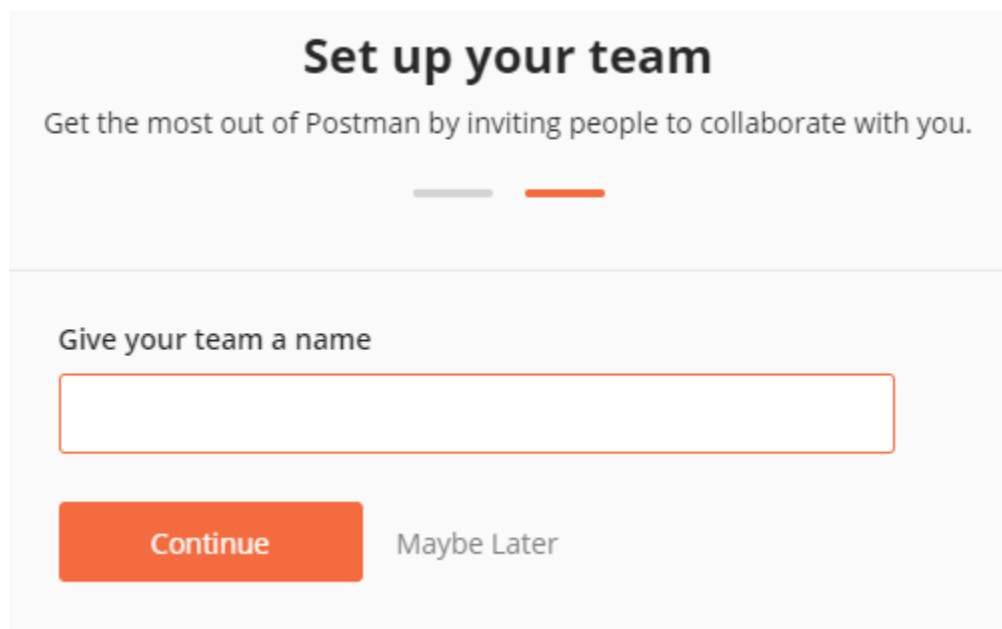 Set up your team
Get the most out of Postman by inviting people to collaborate with you.
Give your team a name
Continue
Maybe Later